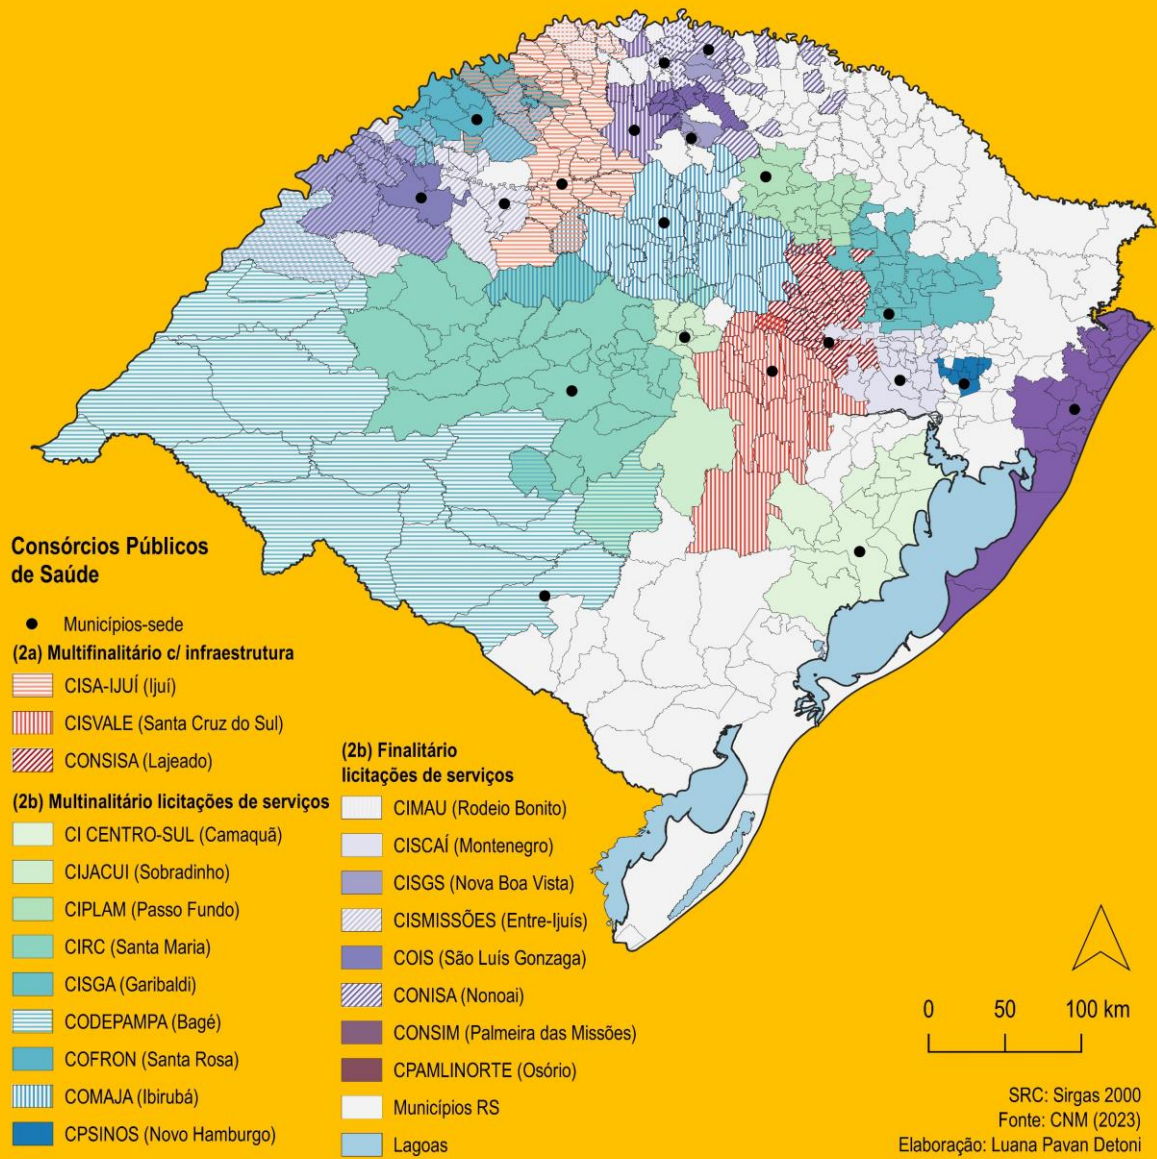 Consórcios Públicos
de Saúde
Municípios-sede
(2a) Multifinalitário c/ infraestrutura
CISA-IJUÍ (Ijuí)
CISVALE (Santa Cruz do Sul)
CONSISA (Lajeado)
(2b) Multinalitário licitações de serviços
CI CENTRO-SUL (Camaquã)
CIJACUI (Sobradinho)
CIPLAM (Passo Fundo)
CIRC (Santa Maria)
CISGA (Garibaldi)
CODEPAMPA (Bagé)
COFRON (Santa Rosa)
COMAJA (Ibirubá)
CPSINOS (Novo Hamburgo)
(2b) Finalitário
licitações de serviços
CIMAU (Rodeio Bonito)
CISCAÍ (Montenegro)
CISGS (Nova Boa Vista)
CISMISSÕES (Entre-Ijuís)
COIS (São Luís Gonzaga)
CONISA (Nonoai)
CONSIM (Palmeira das Missões)
CPAMLINORTE (Osório)
Municípios RS
Lagoas
0 50 100 km
SRC: Sirgas 2000
Fonte: CNM (2023)
Elaboração: Luana Pavan Detoni